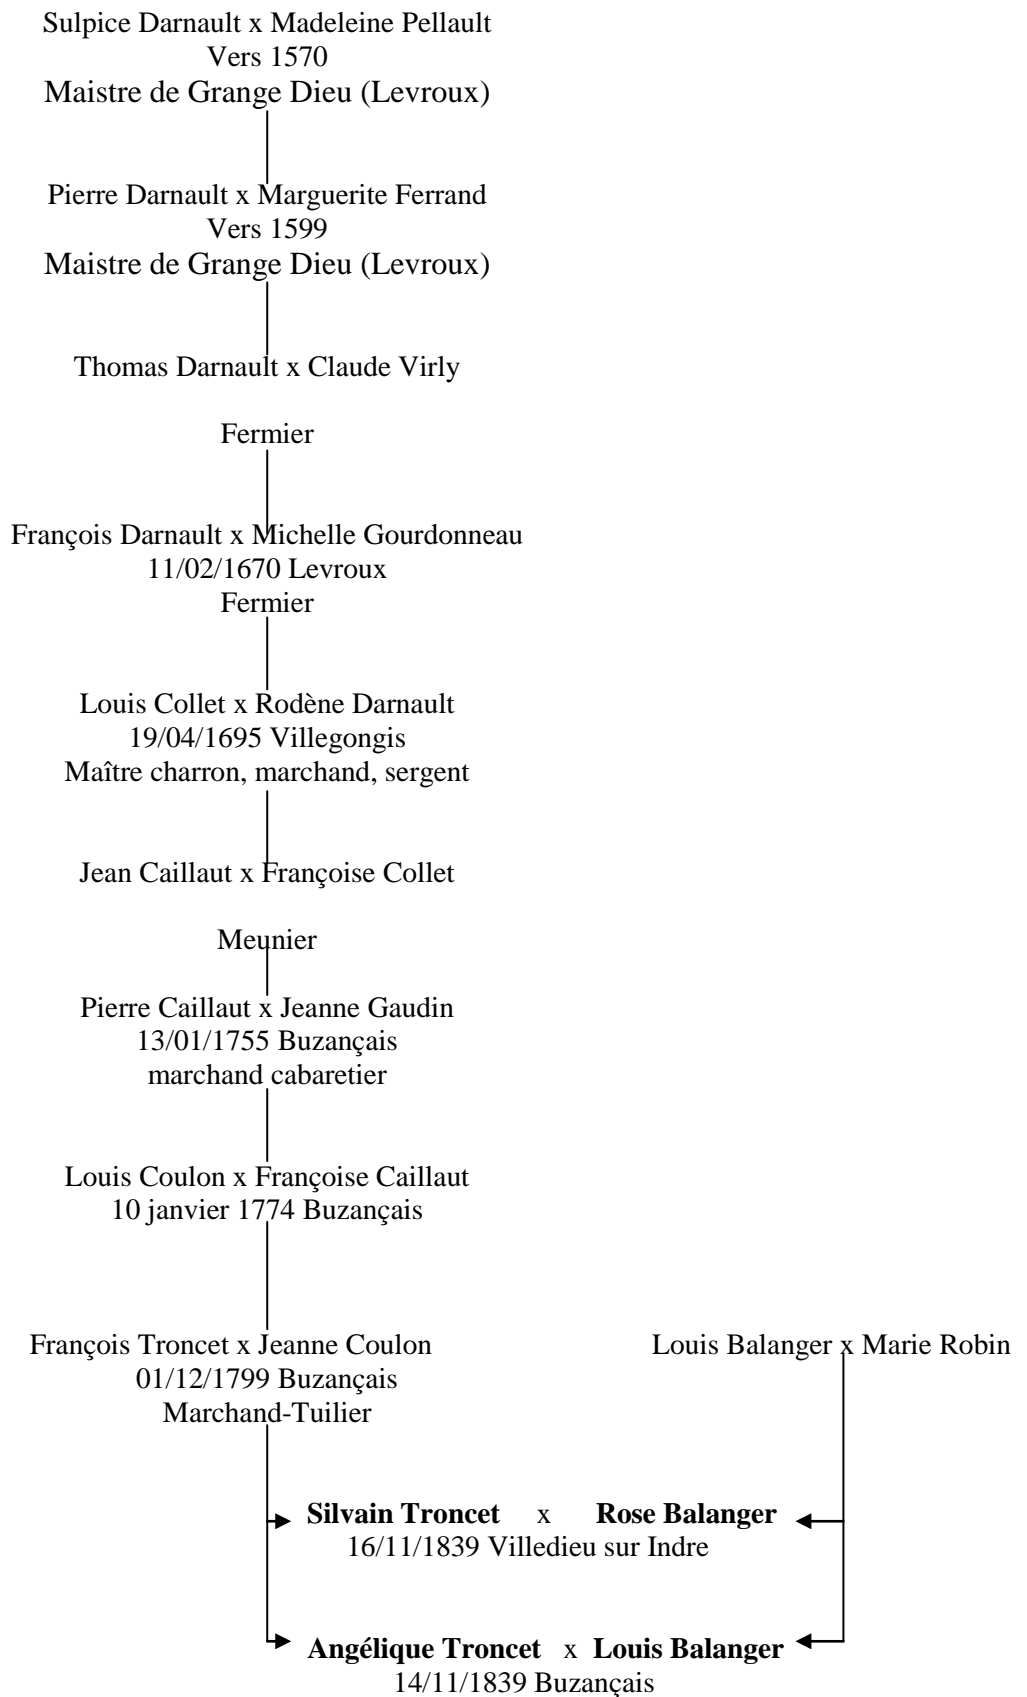 Sulpice Darnault x Madeleine Pellault
Vers 1570
Maistre de Grange Dieu (Levroux)
Pierre Darnault x Marguerite Ferrand
Vers 1599
Maistre de Grange Dieu (Levroux)
Thomas Darnault x Claude Virly
Fermier
François Darnault x Michelle Gourdonneau
11/02/1670 Levroux
Fermier
Louis Collet x Rodène Darnault
19/04/1695 Villegongis
Maître charron, marchand, sergent
Jean Caillaut x Françoise Collet
Meunier
Pierre Caillaut x Jeanne Gaudin
13/01/1755 Buzançais
marchand cabaretier
Louis Coulon x Françoise Caillaut
10 janvier 1774 Buzançais
François Troncet x Jeanne Coulon
01/12/1799 Buzançais
Marchand-Tuilier
Louis Balanger x Marie Robin
Silvain Troncet x Rose Balanger
16/11/1839 Villedieu sur Indre
Angélique Troncet x Louis Balanger
14/11/1839 Buzançais